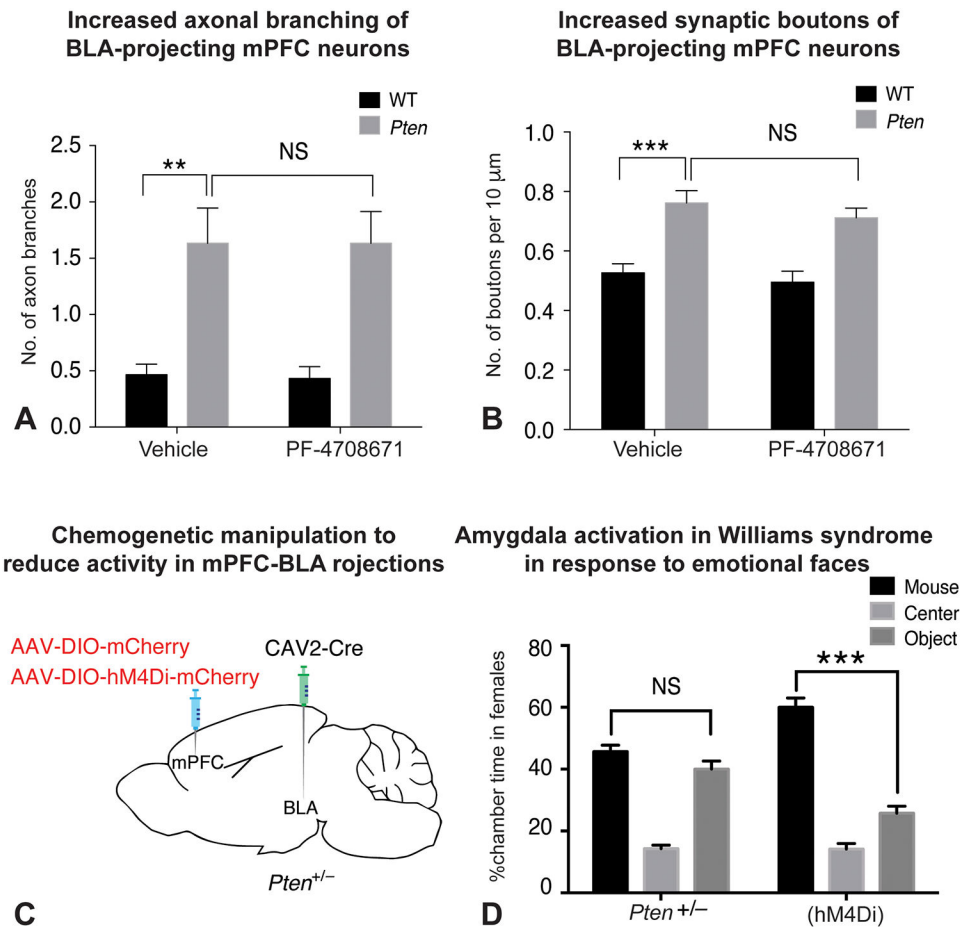 Increased axonal branching of
BLA-projecting mPFC neurons
WT
Pten
2.5
2.0
1.5
1.0
0.5
0.0
No. of axon branches
**
NS
Vehicle
PF-4708671
A
Increased synaptic boutons of
BLA-projecting mPFC neurons
WT
Pten
1.0
0.8
0.6
0.4
0.2
0.0
No. of boutons per 10 μm
***
NS
Vehicle
PF-4708671
B
Chemogenetic manipulation to
reduce activity in mPFC-BLA rojections
AAV-DIO-mCherry
AAV-DIO-hM4Di-mCherry
CAV2-Cre
mPFC
BLA
Pten+/–
C
Amygdala activation in Williams syndrome
in response to emotional faces
Mouse
Center
Object
80
60
40
20
0
%chamber time in females
NS
***
Pten +/–
(hM4Di)
D